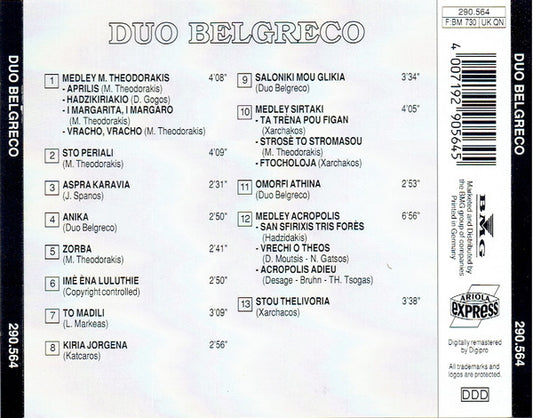 DUO BELGRECO
290.564
DUO BELGRECO
1 MEDLEY M. THEODORAKIS 4'08"
- APRILIS (M. Theodorakis)
- HADZIKIRIAKIO (D. Gogos)
- I MARGARITA, I MARGARO
(M. Theodorakis)
- VRACHO, VRACHO (M. Theodorakis)
2 STO PERIALI 4'09"
(M. Theodorakis)
3 ASPRA KARAVIA 2'31"
(J. Spanos)
4 ANIKA 2'50"
(Duo Belgreco)
5 ZORBA 2'41"
(M. Theodorakis)
6 IMÈ ÈNA LULUTHIE 2'50"
(Copyright controlled)
7 TO MADILI 3'09"
(L. Markeas)
8 KIRIA JORGENA 2'56"
(Katcaros)
9 SALONIKI MOU GLIKIA 3'34"
(Duo Belgreco)
10 MEDLEY SIRTAKI 4'05"
- TA TRÈNA POU FIGAN
(Xarchakos)
- STROSÈ TO STROMASOU
(M. Theodorakis)
- FTOCHOLOJA (Xarchakos)
11 OMORFI ATHINA 2'53"
(Duo Belgreco)
12 MEDLEY ACROPOLIS 6'56"
- SAN SFIRIXIS TRIS FORÈS
(Hadzidakis)
- VRECHI O THEOS
(D. Moutsis - N. Gatsos)
- ACROPOLIS ADIEU
(Desage - Bruhn - TH. Tsogas)
13 STOU THELIVORIA 3'38"
(Xarchacos)
290.564
F:BM 730 UK QN
4 007192 905645
Marketed and Distributed by
the BMG group of companies
Printed in Germany
BMG
ARIOLA
express
Digitally remastered
by Digipro
All trademarks and
logos are protected.
DDD
DUO BELGRECO
290.564